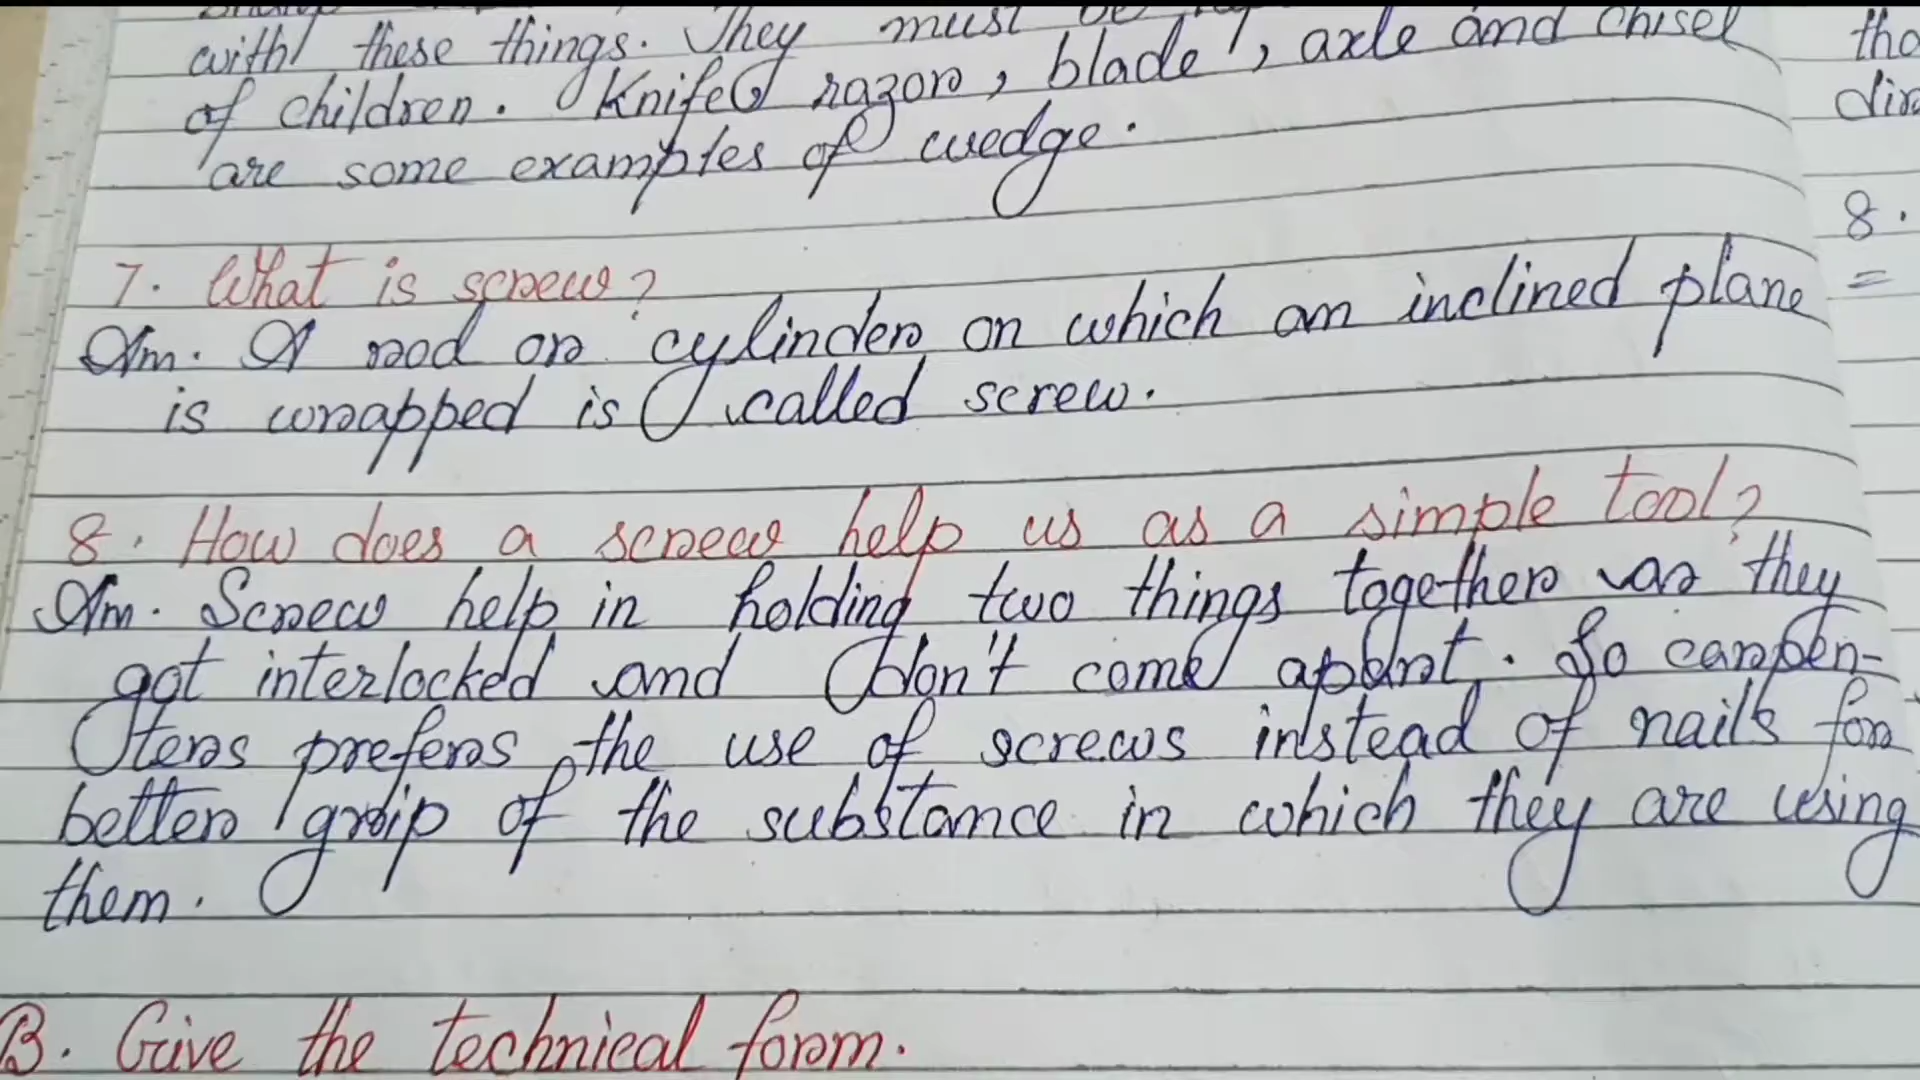 with these things. They must be
of children. Knife, razor, blade, axle and chisel
are some examples of wedge.
7. What is screw?
Ans. A rod or cylinder on which an inclined plane
is wrapped is called screw.
8. How does a screw help us as a simple tool?
Ans. Screw help in holding two things together as they
got interlocked and don't come apart. So carpen-
ters prefers the use of screws instead of nails for
better grip of the substance in which they are using
them.
B. Give the technical form.
8.
=